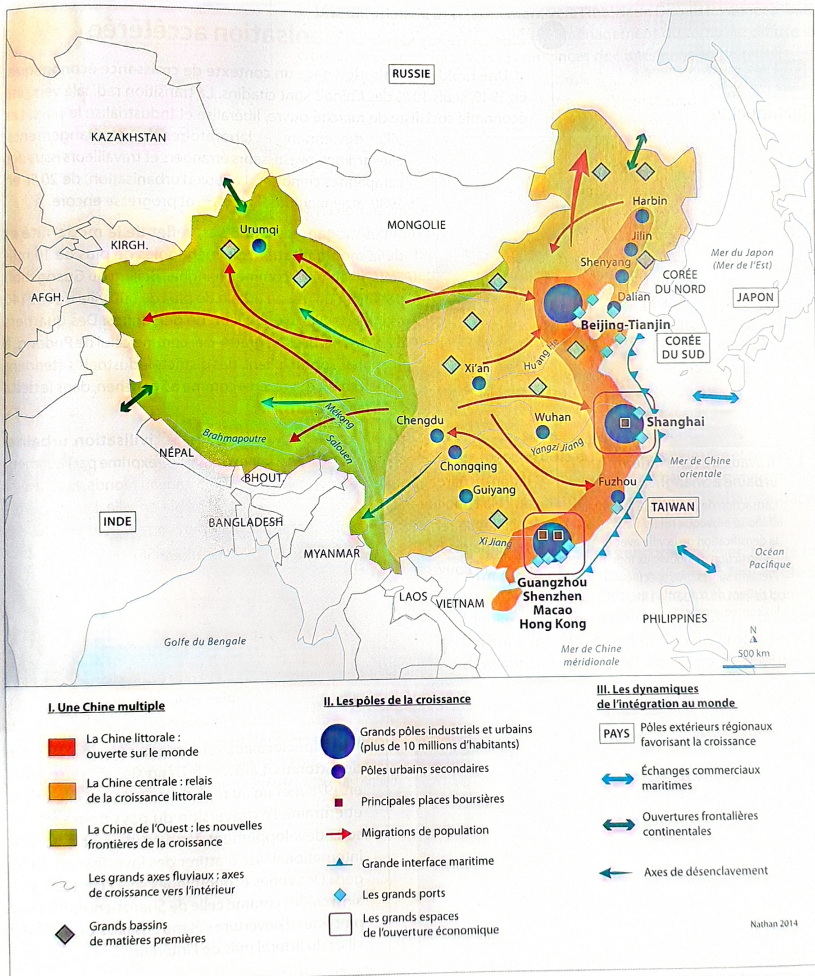 RUSSIE
KAZAKHSTAN
Harbin
Urumqi
MONGOLIE
Jilin
KIRGH.
Shenyang
Mer du Japon
(Mer de l'Est)
CORÉE
DU NORD
AFGH.
Dalian
JAPON
Beijing-Tianjin
CORÉE
DU SUD
Hu'ang He
Xi'an
Mékong
Chengdu
Wuhan
Shanghai
Brahmapoutre
Salouen
Yangzi Jiang
NÉPAL
Chongqing
Mer de Chine
orientale
BHOUT.
Guiyang
Fuzhou
INDE
TAIWAN
BANGLADESH
Xi Jiang
MYANMAR
Océan
Pacifique
Guangzhou
Shenzhen
Macao
Hong Kong
LAOS
VIETNAM
PHILIPPINES
Golfe du Bengale
N
500 km
Mer de Chine
méridionale
I. Une Chine multiple
La Chine littorale :
ouverte sur le monde
La Chine centrale : relais
de la croissance littorale
La Chine de l'Ouest : les nouvelles
frontières de la croissance
Les grands axes fluviaux : axes
de croissance vers l'intérieur
Grands bassins
de matières premières
II. Les pôles de la croissance
Grands pôles industriels et urbains
(plus de 10 millions d'habitants)
Pôles urbains secondaires
Principales places boursières
Migrations de population
Grande interface maritime
Les grands ports
Les grands espaces
de l'ouverture économique
III. Les dynamiques
de l'intégration au monde
PAYS
Pôles extérieurs régionaux
favorisant la croissance
Échanges commerciaux
maritimes
Ouvertures frontalières
continentales
Axes de désenclavement
Nathan 2014